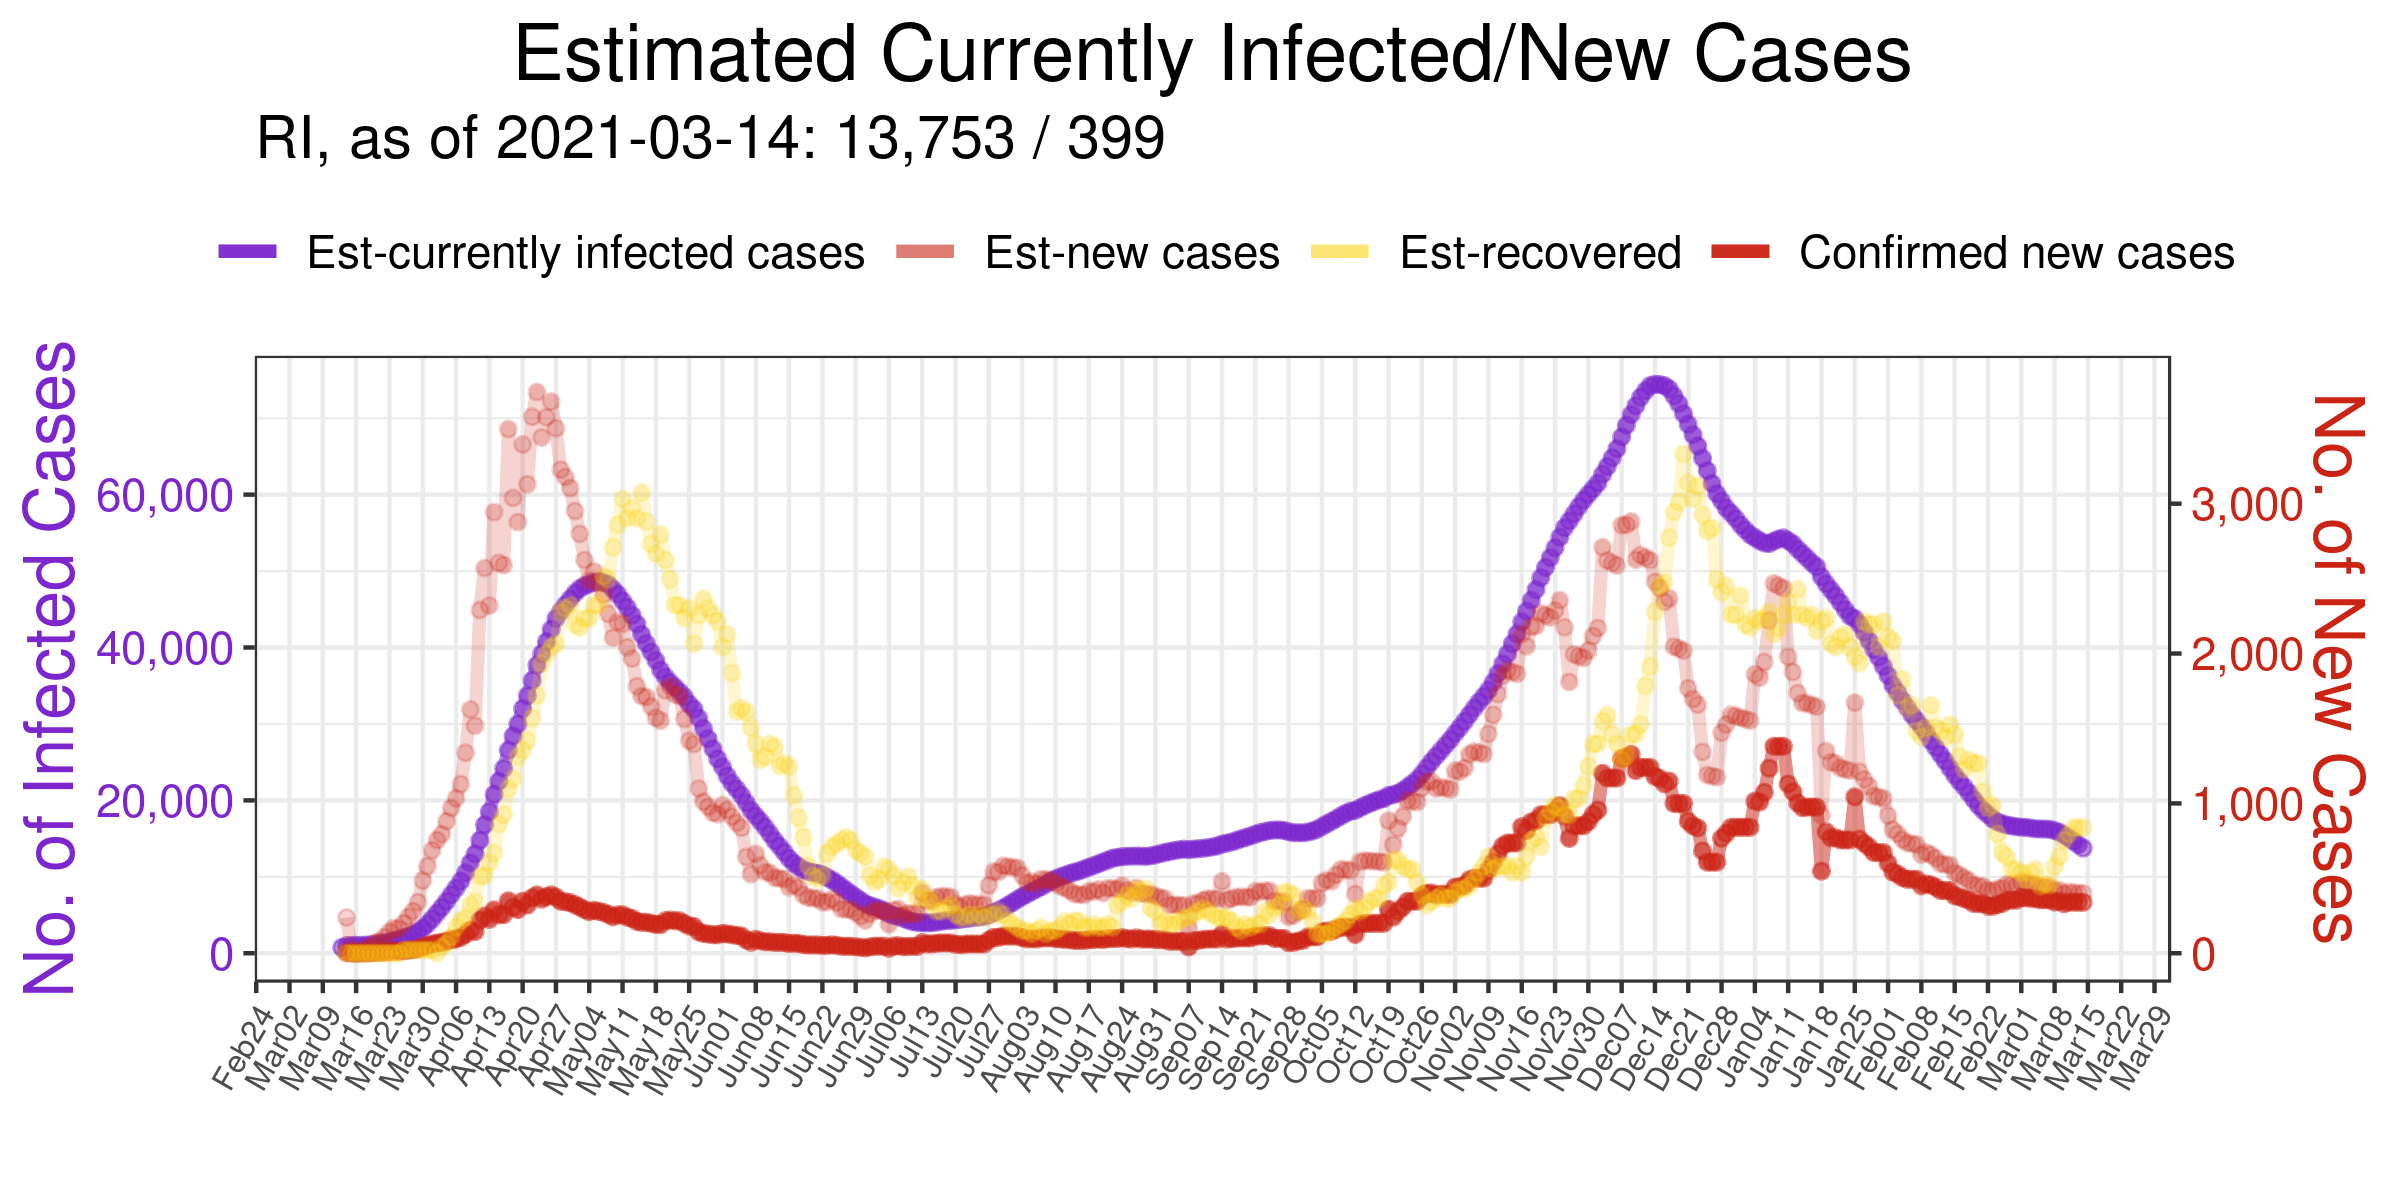 Estimated Currently Infected/New Cases
RI, as of 2021-03-14: 13,753 / 399
Est-currently infected cases
Est-new cases
Est-recovered
Confirmed new cases
No. of Infected Cases
60,000
40,000
20,000
0
3,000
2,000
1,000
0
No. of New Cases
Feb24
Mar02
Mar09
Mar16
Mar23
Mar30
Apr06
Apr13
Apr20
Apr27
May04
May11
May18
May25
Jun01
Jun08
Jun15
Jun22
Jun29
Jul06
Jul13
Jul20
Jul27
Aug03
Aug10
Aug17
Aug24
Aug31
Sep07
Sep14
Sep21
Sep28
Oct05
Oct12
Oct19
Oct26
Nov02
Nov09
Nov16
Nov23
Nov30
Dec07
Dec14
Dec21
Dec28
Jan04
Jan11
Jan18
Jan25
Feb01
Feb08
Feb15
Feb22
Mar01
Mar08
Mar15
Mar22
Mar29